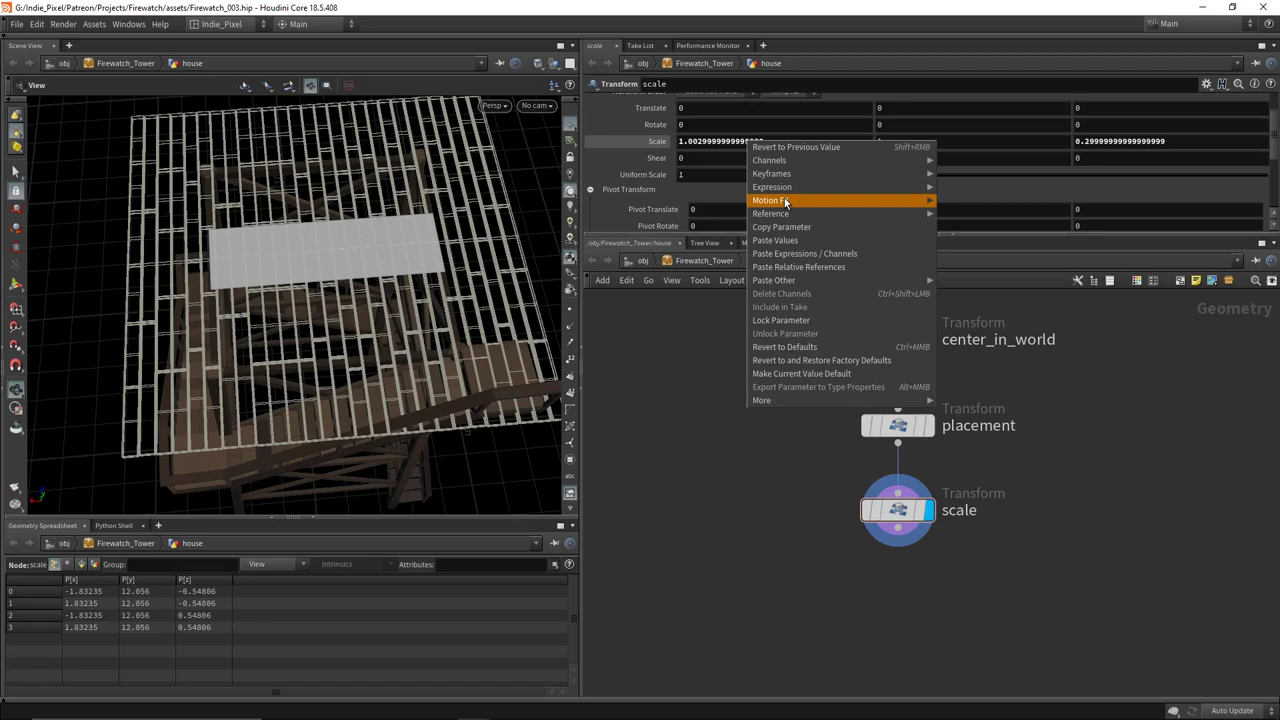 G:/Indie_Pixel/Patreon/Projects/Firewatch/assets/Firewatch_003.hip - Houdini Core 18.5.408
File Edit Render Assets Windows Help Indie_Pixel Main Main
Scene View scale Take List Performance Monitor
obj Firewatch_Tower house obj Firewatch_Tower house
View Transform scale
Persp No cam
Translate 0 0 0
Rotate 0 0 0
Scale 0.29999999999999999
Shear 0 0
Uniform Scale 1
Pivot Transform
Pivot Translate 0 0
Pivot Rotate 0 0
Revert to Previous Value Shift+RMB
Channels
Keyframes
Expression
Motion F
Reference
Copy Parameter
Paste Values
Paste Expressions / Channels
Paste Relative References
Paste Other
Delete Channels Ctrl+Shift+LMB
Include in Take
Lock Parameter
Unlock Parameter
Revert to Defaults Ctrl+MMB
Revert to and Restore Factory Defaults
Make Current Value Default
Export Parameter to Type Properties Alt+MMB
More
/obj/Firewatch_Tower/house Tree View
obj Firewatch_Tower
Add Edit Go View Tools Layout
Geometry
Transform
center_in_world
Transform
placement
Transform
scale
abc
Geometry Spreadsheet Python Shell
obj Firewatch_Tower house
Node: scale Group: View Intrinsics Attributes:
P[x] P[y] P[z]
0 -1.83235 12.056 -0.54806
1 1.83235 12.056 -0.54806
2 -1.83235 12.056 0.54806
3 1.83235 12.056 0.54806
Auto Update